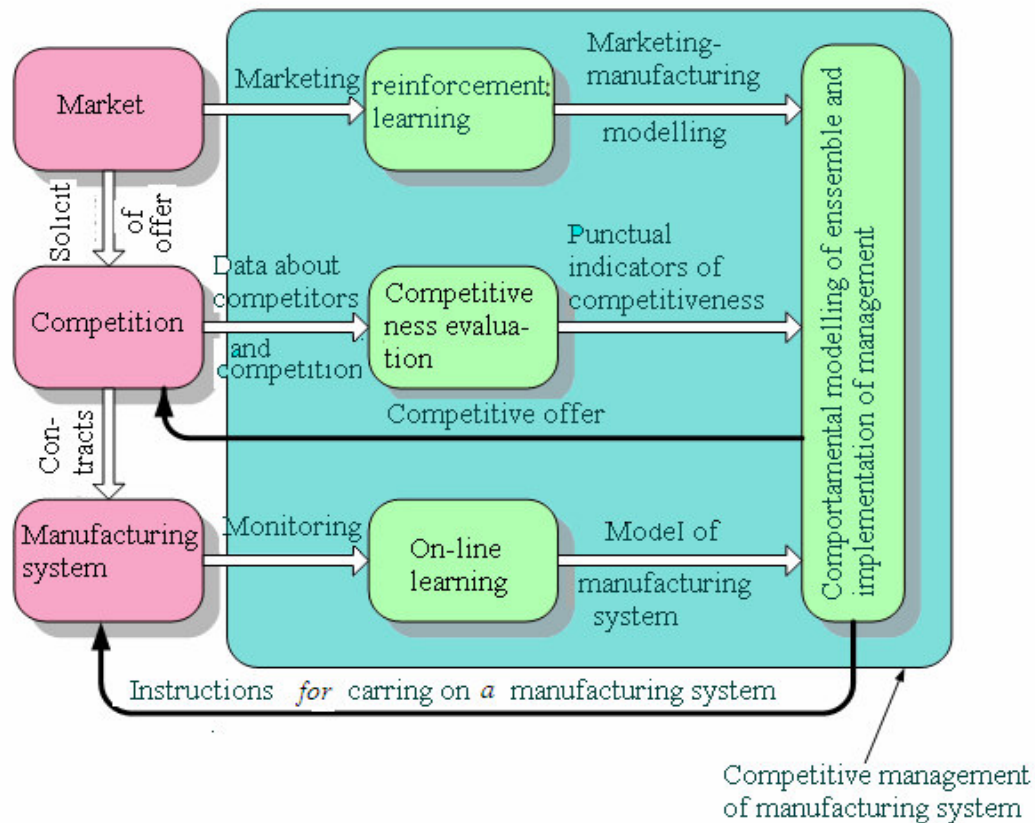 Market
Marketing
reinforcement
learning
Marketing-
manufacturing
modelling
Solicit
of
offer
Competition
Data about
competitors
and
competition
Competitive
ness evalua-
tion
Punctual
indicators of
competitiveness
Competitive offer
Con-
tracts
Manufacturing
system
Monitoring
On-line
learning
Model of
manufacturing
system
Comportamental modelling of enssemble and
implementation of management
Instructions for carring on a manufacturing system
Competitive management
of manufacturing system